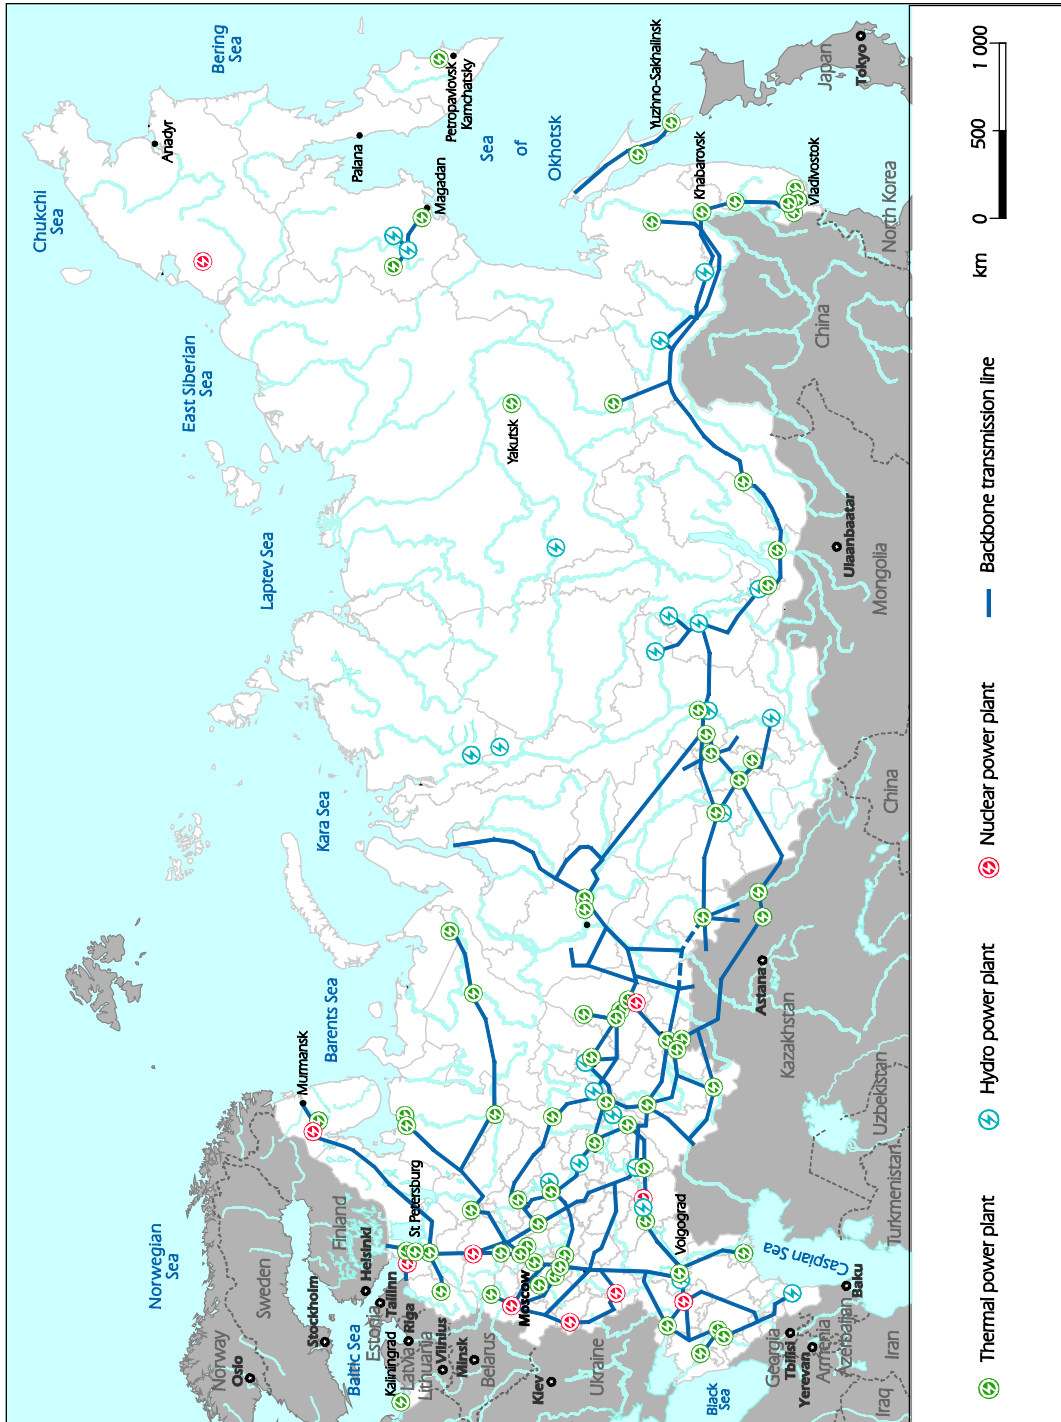 Norwegian
Sea
Barents Sea
Kara Sea
Laptev Sea
East Siberian
Sea
Chukchi
Sea
Bering
Sea
Anadyr
Palana
Petropavlovsk
Kamchatsky
Magadan
Sea
of
Okhotsk
Yuzhno-Sakhalinsk
Khabarovsk
Vladivostok
Japan
Tokyo
North Korea
China
Yakutsk
Ulaanbaatar
Mongolia
China
Murmansk
Norway
Oslo
Sweden
Stockholm
Finland
Helsinki
St Petersburg
Baltic Sea
Estonia
Tallinn
Kaliningrad
Latvia
Riga
Lithuania
Vilnius
Minsk
Belarus
Moscow
Kiev
Ukraine
Volgograd
Astana
Kazakhstan
Black
Sea
Caspian Sea
Georgia
Tbilisi
Yerevan
Armenia
Azerbaijan
Baku
Uzbekistan
Turkmenistan
Iraq
Iran
Thermal power plant
Hydro power plant
Nuclear power plant
Backbone transmission line
km
0
500
1 000